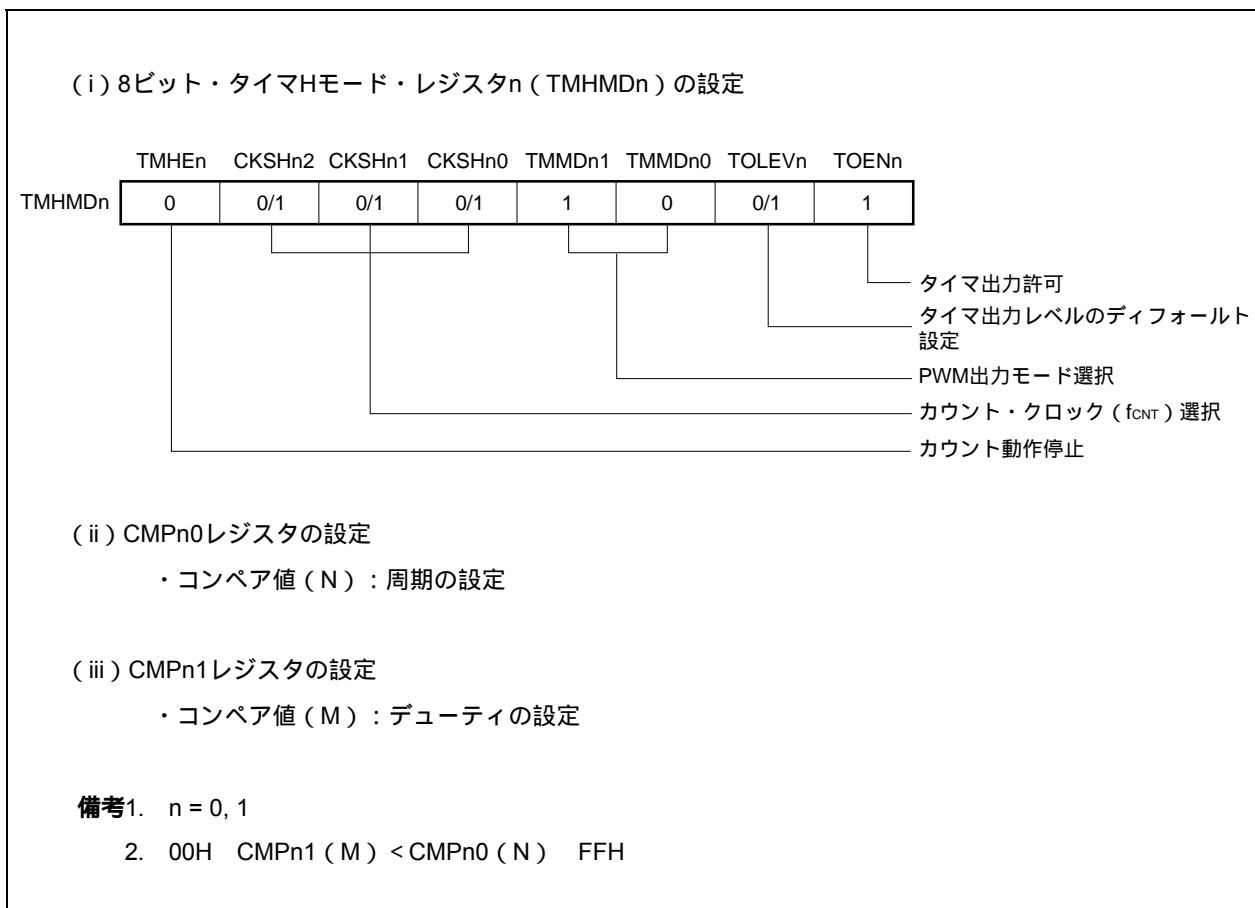 （i）8ビット・タイマHモード・レジスタn（TMHMDn）の設定
TMHEn CKSHn2 CKSHn1 CKSHn0 TMMDn1 TMMDn0 TOLEVn TOENn
TMHMDn 0 0/1 0/1 0/1 1 0 0/1 1
タイマ出力許可
タイマ出力レベルのディフォールト
設定
PWM出力モード選択
カウント・クロック（fCNT）選択
カウント動作停止
（ii）CMPn0レジスタの設定
・コンペア値（N）：周期の設定
（iii）CMPn1レジスタの設定
・コンペア値（M）：デューティの設定
備考1. n = 0, 1
2. 00H CMPn1（M）＜CMPn0（N） FFH